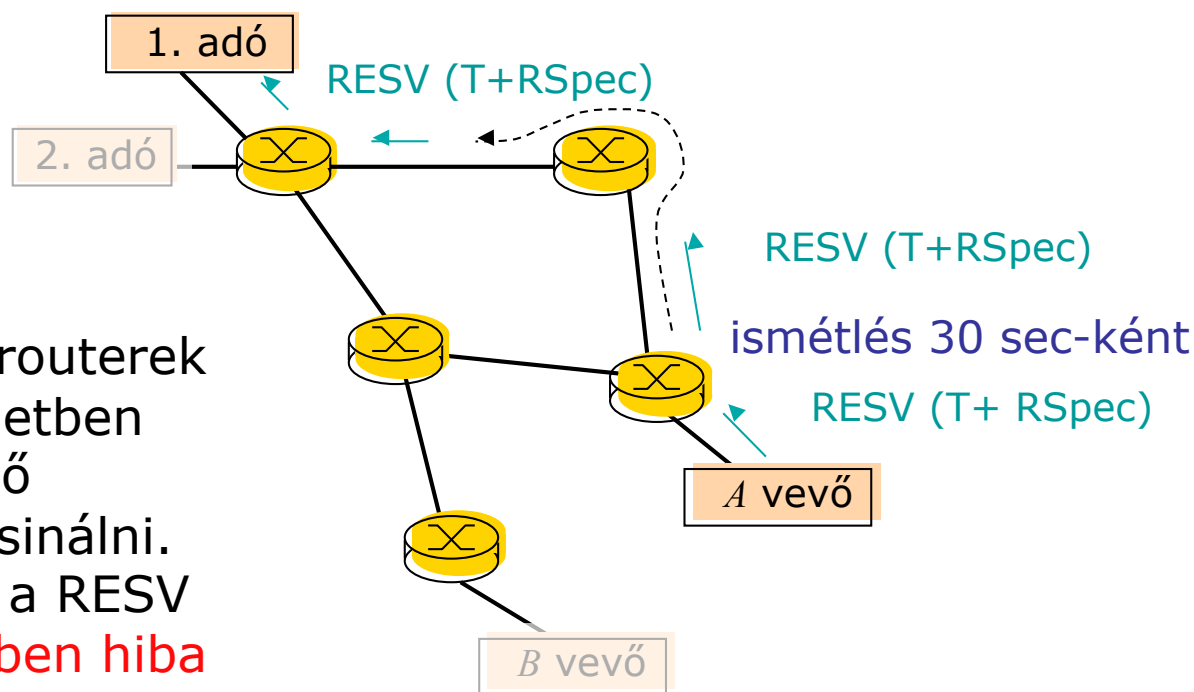 1. adó
RESV (T+RSpec)
2. adó
RESV (T+RSpec)
ismétlés 30 sec-ként
routerek
etben
RESV (T+ RSpec)
ő
A vevő
sinálni.
a RESV
ben hiba
B vevő